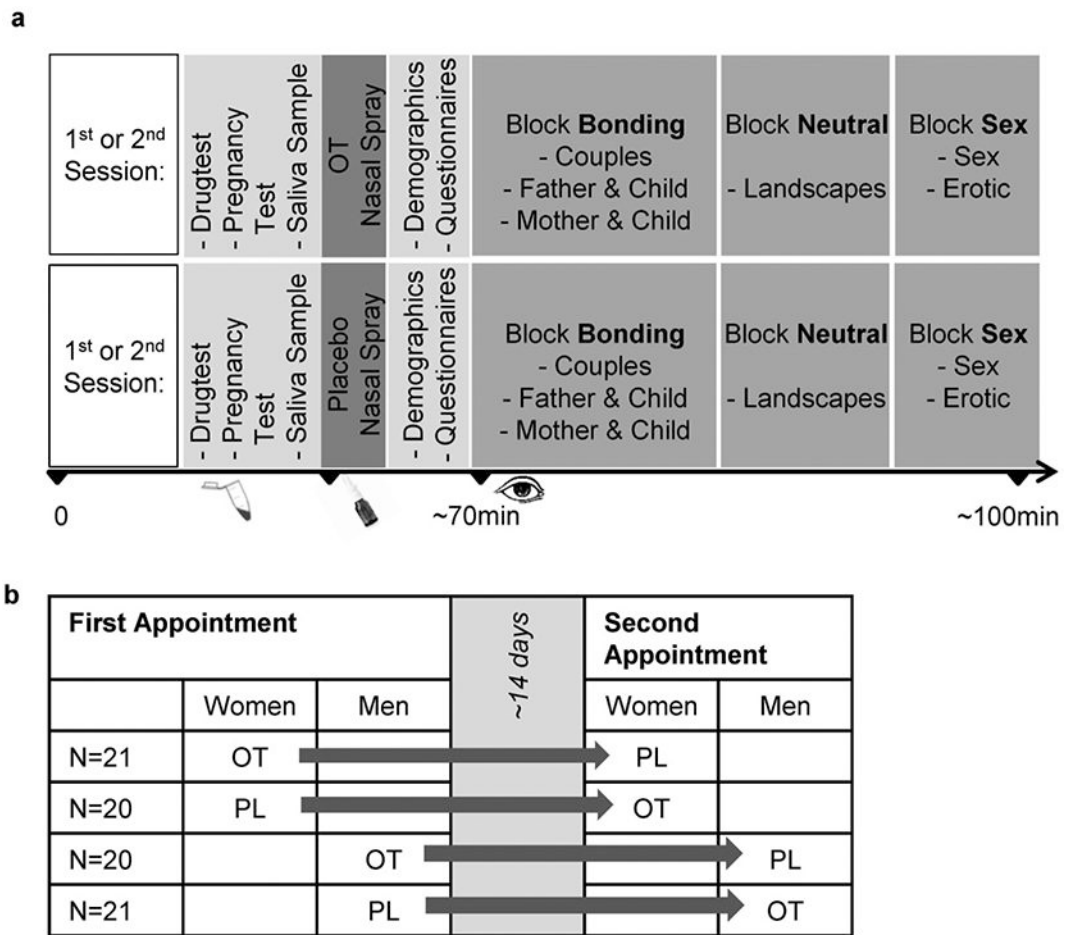 a
1st or 2nd
Session:
- Drugtest
- Pregnancy
Test
- Saliva Sample
OT
Nasal Spray
- Demographics
- Questionnaires
Block Bonding
- Couples
- Father & Child
- Mother & Child
Block Neutral
- Landscapes
Block Sex
- Sex
- Erotic
1st or 2nd
Session:
- Drugtest
- Pregnancy
Test
- Saliva Sample
Placebo
Nasal Spray
- Demographics
- Questionnaires
Block Bonding
- Couples
- Father & Child
- Mother & Child
Block Neutral
- Landscapes
Block Sex
- Sex
- Erotic
0 ~70min ~100min
b
First Appointment
~14 days
Second
Appointment
Women Men Women Men
N=21 OT PL
N=20 PL OT
N=20 OT PL
N=21 PL OT